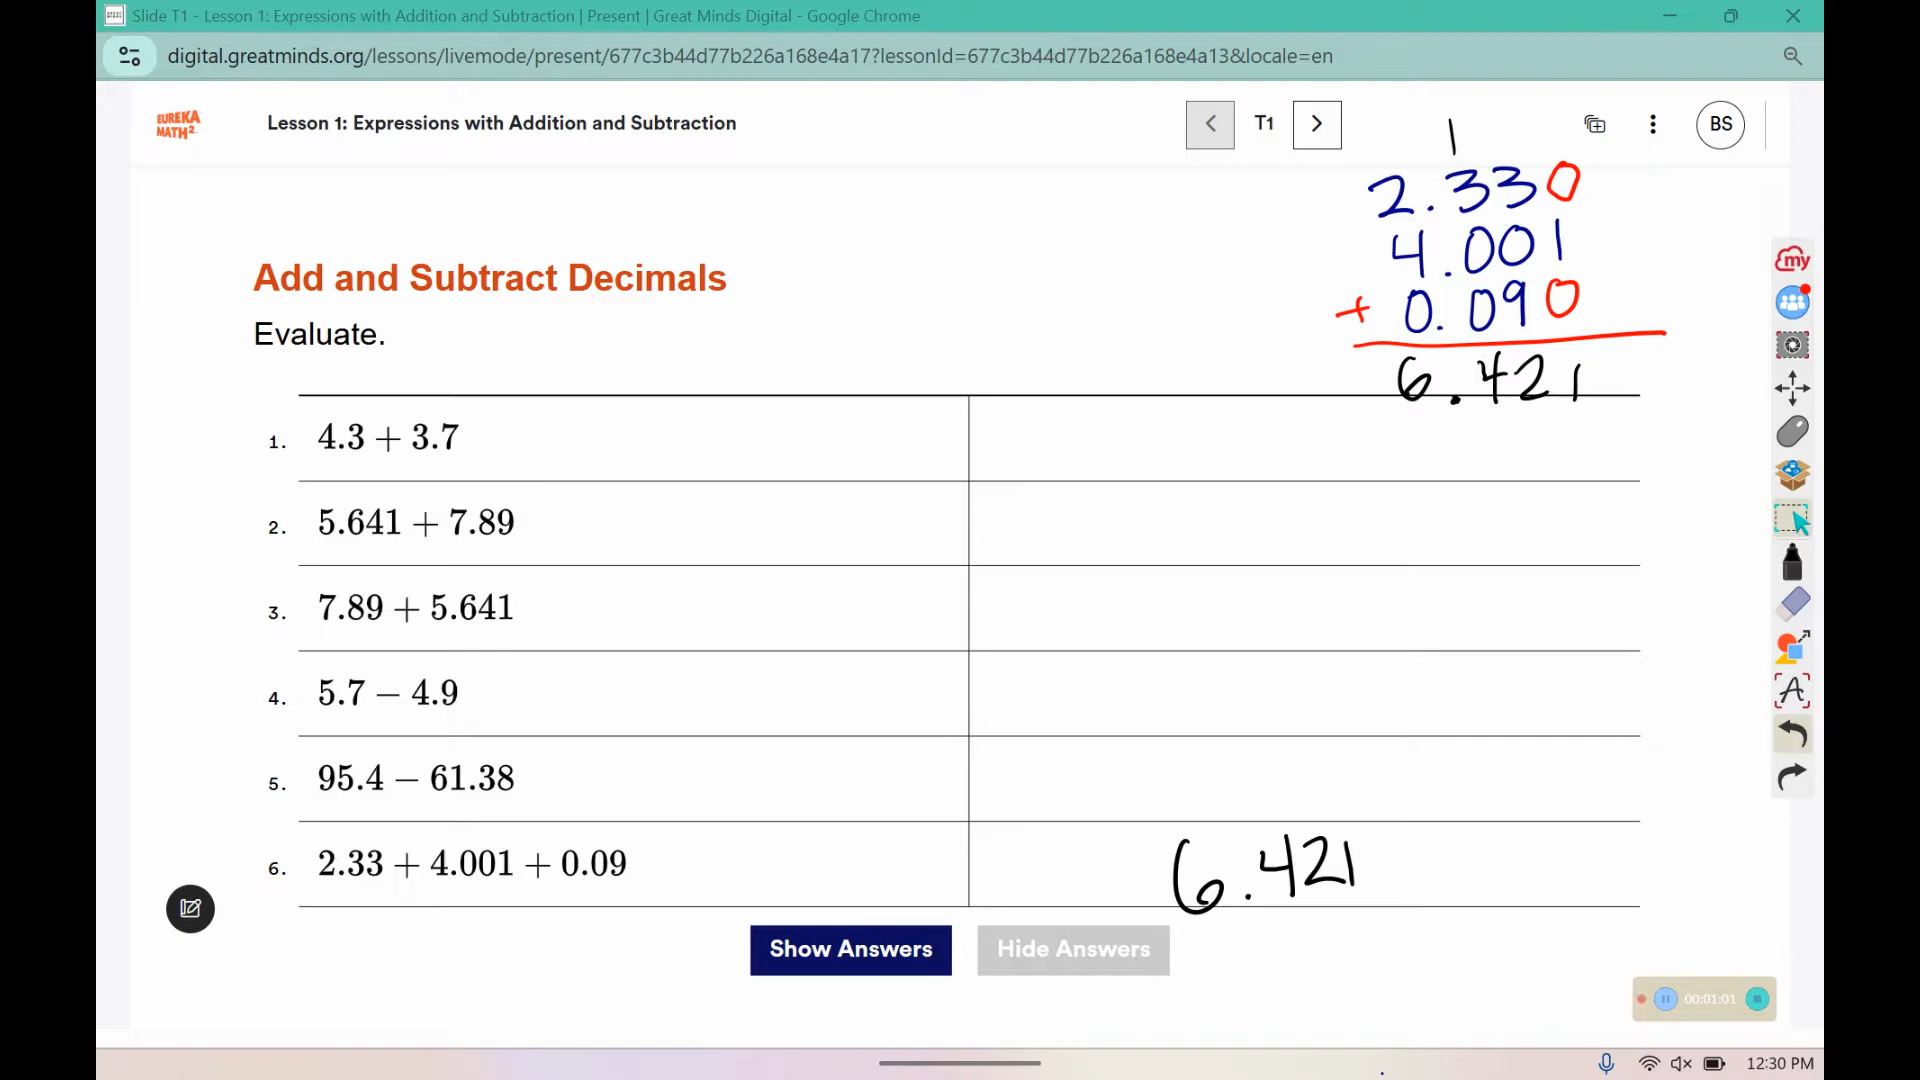 Slide T1 - Lesson 1: Expressions with Addition and Subtraction | Present | Great Minds Digital - Google Chrome
digital.greatminds.org/lessons/livemode/present/677c3b44d77b226a168e4a17?lessonId=677c3b44d77b226a168e4a13&locale=en
EUREKA
MATH²
Lesson 1: Expressions with Addition and Subtraction
T1
BS
1
2.330
4.001
+ 0.090
6.421
my
Add and Subtract Decimals
Evaluate.
1. 4.3 + 3.7
2. 5.641 + 7.89
3. 7.89 + 5.641
4. 5.7 − 4.9
5. 95.4 − 61.38
6. 2.33 + 4.001 + 0.09
6.421
A
Show Answers
Hide Answers
00:01:01
12:30 PM